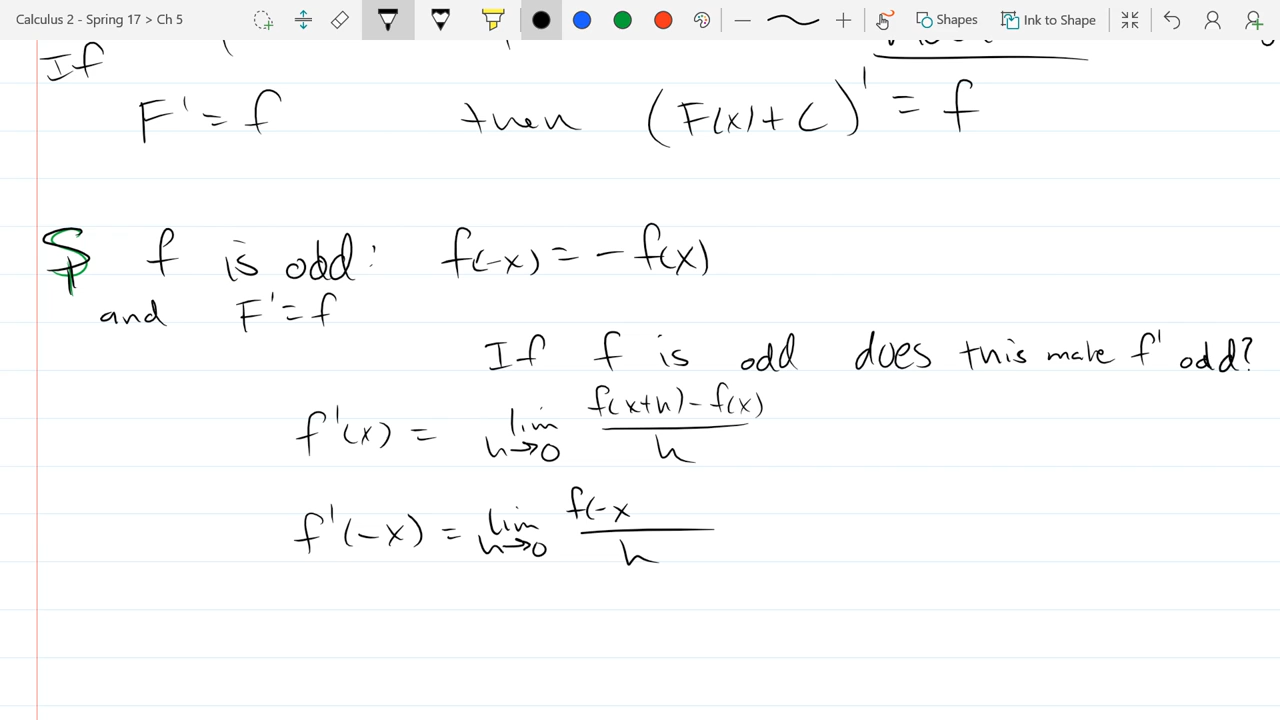 Calculus 2 - Spring 17 > Ch 5
Shapes
Ink to Shape
If
F' = f then (F(x)+C)' = f
$ f is odd: f(-x) = -f(x)
and F' = f
If f is odd does this make f' odd?
f'(x) = lim h→0 f(x+h) - f(x) / h
f'(-x) = lim h→0 f(-x / h